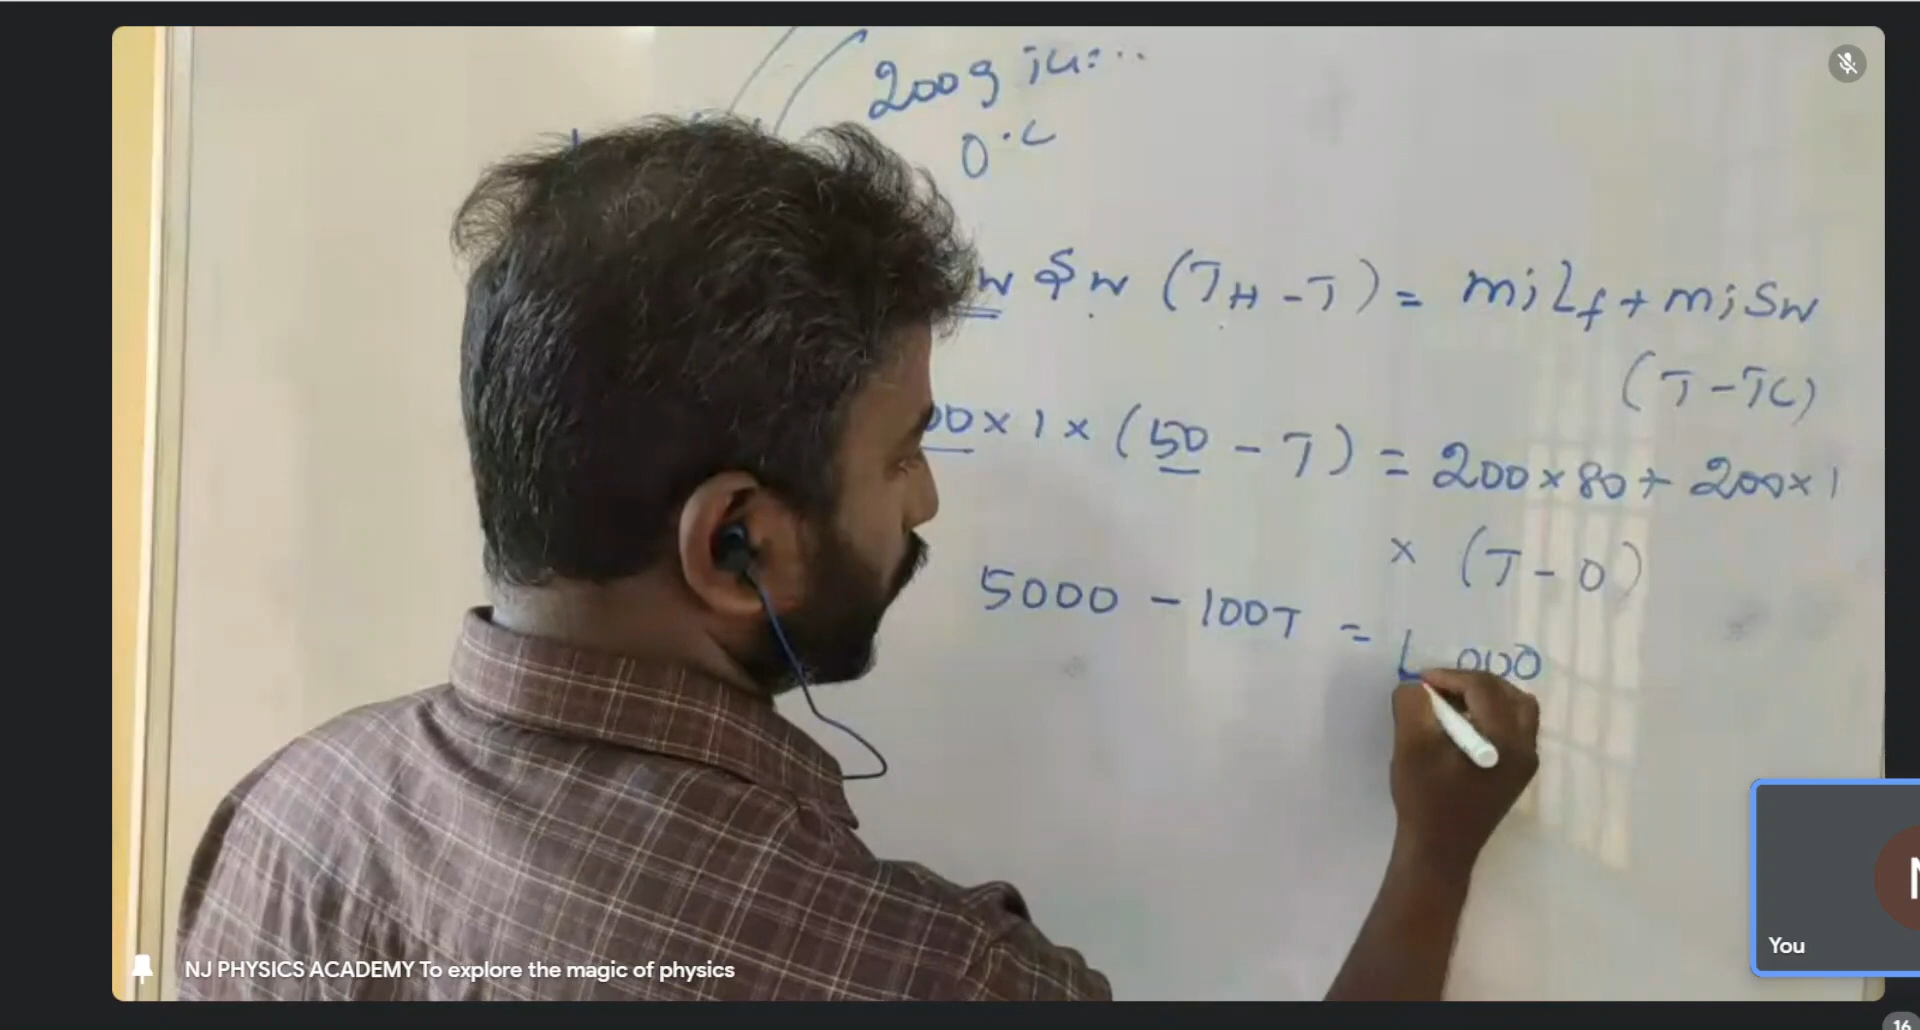 200g
0°C
w Sw (TH - T) = miLf + miSw
(T - TC)
00 × 1 × (50 - T) = 200 × 80 + 200 × 1
× (T - 0)
5000 - 100T = 000
You
NJ PHYSICS ACADEMY To explore the magic of physics
16